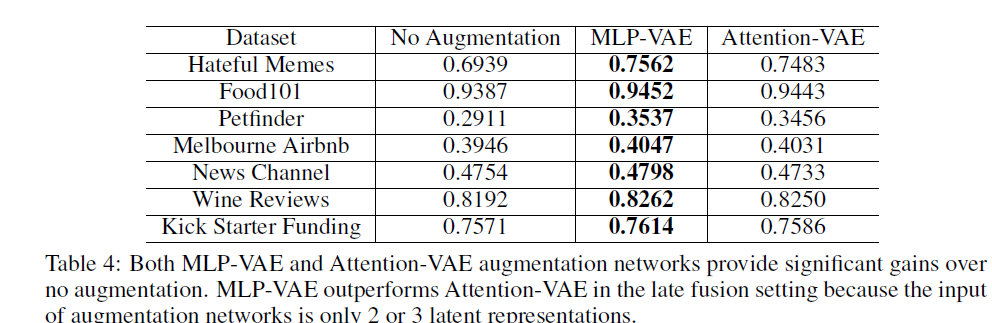 Dataset No Augmentation MLP-VAE Attention-VAE
Hateful Memes 0.6939 0.7562 0.7483
Food101 0.9387 0.9452 0.9443
Petfinder 0.2911 0.3537 0.3456
Melbourne Airbnb 0.3946 0.4047 0.4031
News Channel 0.4754 0.4798 0.4733
Wine Reviews 0.8192 0.8262 0.8250
Kick Starter Funding 0.7571 0.7614 0.7586
Table 4: Both MLP-VAE and Attention-VAE augmentation networks provide significant gains over
no augmentation. MLP-VAE outperforms Attention-VAE in the late fusion setting because the input
of augmentation networks is only 2 or 3 latent representations.